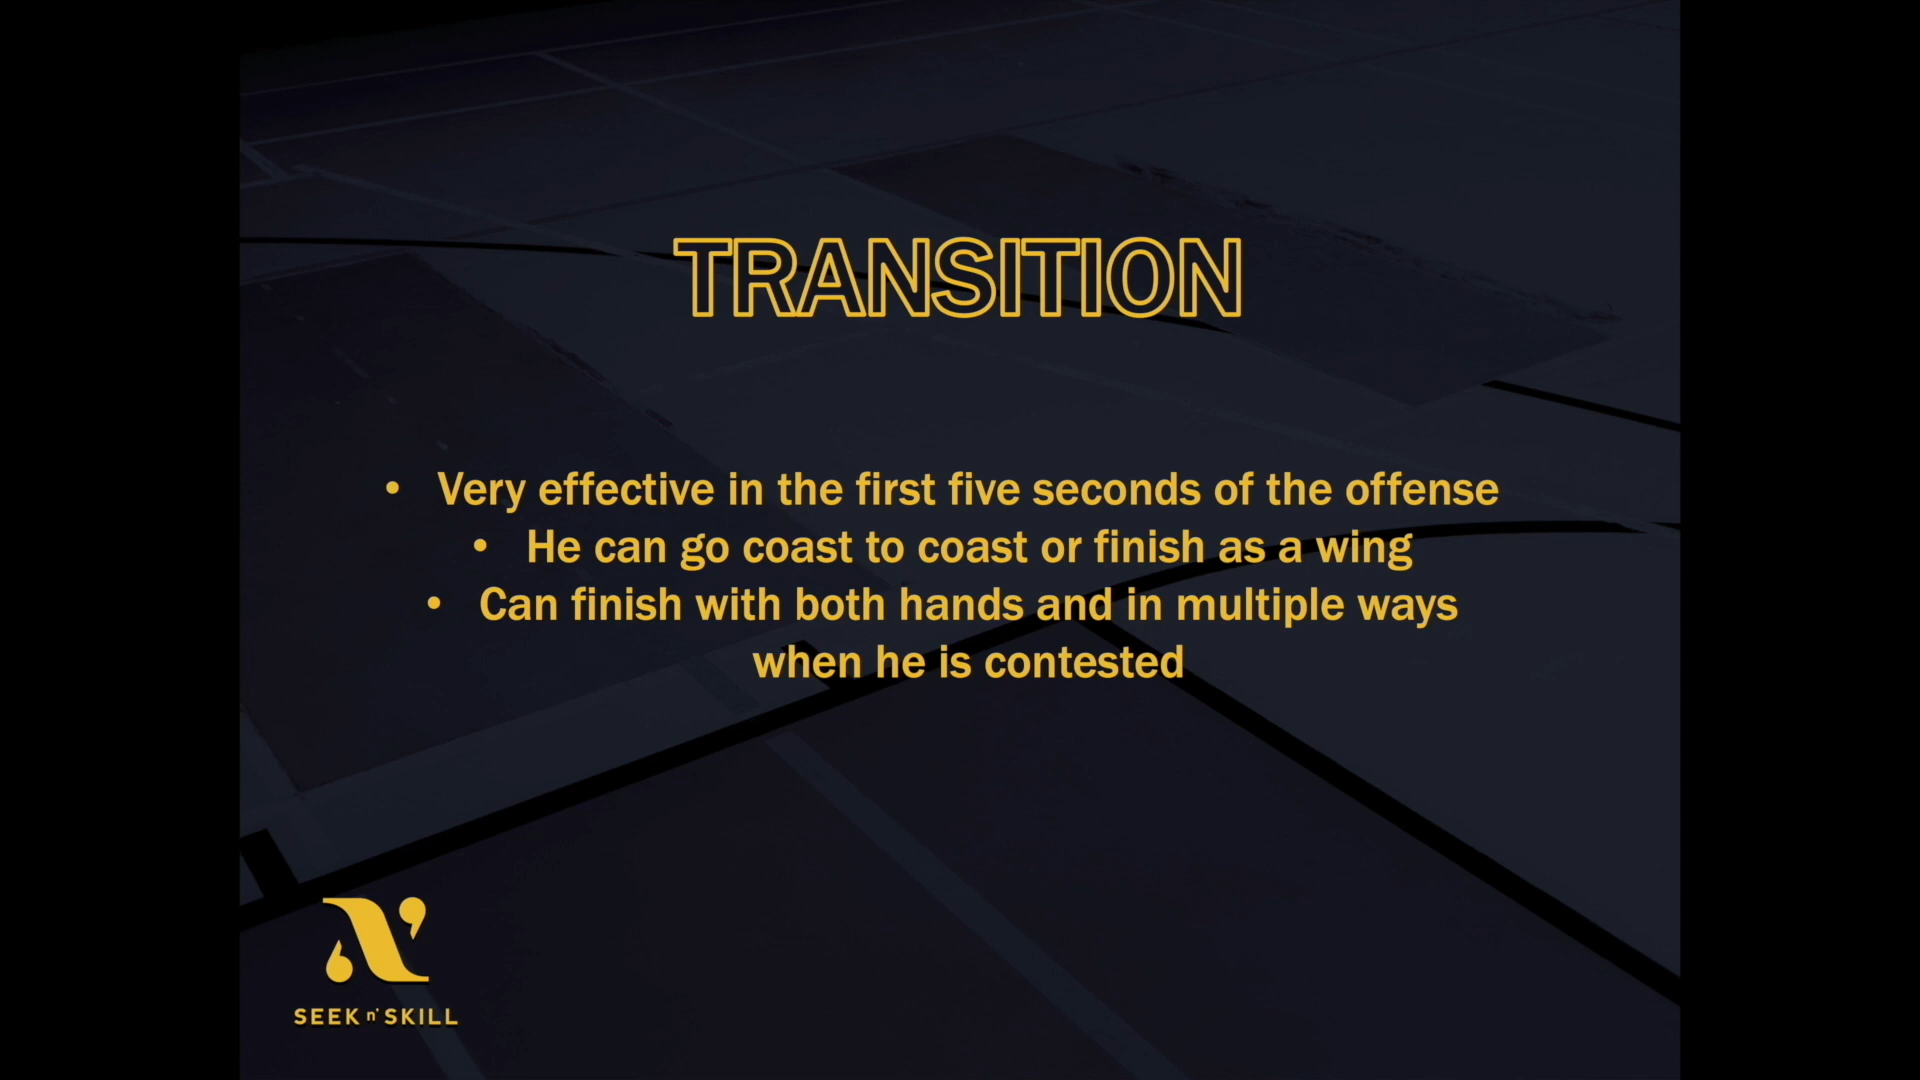 TRANSITION
• Very effective in the first five seconds of the offense
• He can go coast to coast or finish as a wing
• Can finish with both hands and in multiple ways
when he is contested
SEEK n' SKILL